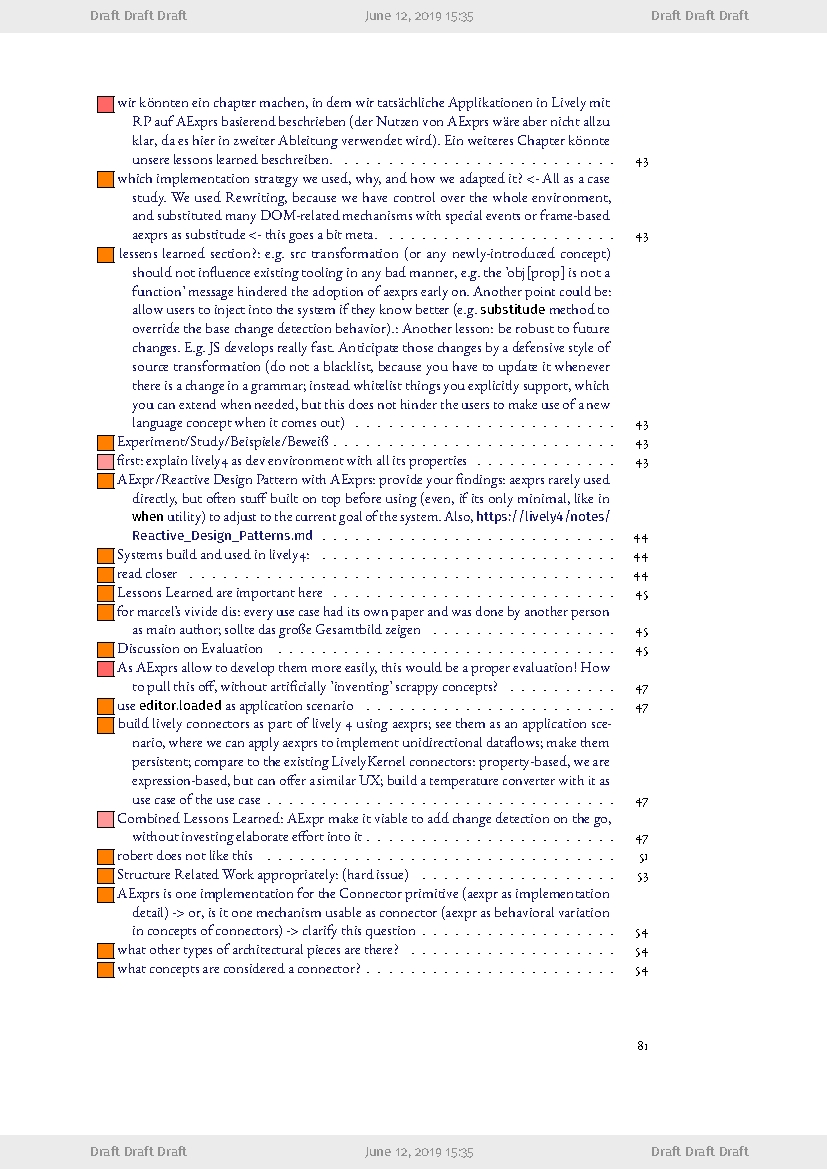 Draft Draft Draft June 12, 2019 15:35 Draft Draft Draft
wir könnten ein chapter machen, in dem wir tatsächliche Applikationen in Lively mit
RP auf AExprs basierend beschrieben (der Nutzen von AExprs wäre aber nicht allzu
klar, da es hier in zweiter Ableitung verwendet wird). Ein weiteres Chapter könnte
unsere lessons learned beschreiben. . . . . . . . . . . . . . . . . . . . . . . . . . 43
which implementation strategy we used, why, and how we adapted it? <- All as a case
study. We used Rewriting, because we have control over the whole environment,
and substituted many DOM-related mechanisms with special events or frame-based
aexprs as substitude <- this goes a bit meta. . . . . . . . . . . . . . . . . . . . . . 43
lessens learned section?: e.g. src transformation (or any newly-introduced concept)
should not influence existing tooling in any bad manner, e.g. the 'obj[prop] is not a
function' message hindered the adoption of aexprs early on. Another point could be:
allow users to inject into the system if they know better (e.g. substitude method to
override the base change detection behavior).: Another lesson: be robust to future
changes. E.g. JS develops really fast. Anticipate those changes by a defensive style of
source transformation (do not a blacklist, because you have to update it whenever
there is a change in a grammar; instead whitelist things you explicitly support, which
you can extend when needed, but this does not hinder the users to make use of a new
language concept when it comes out) . . . . . . . . . . . . . . . . . . . . . . . . 43
Experiment/Study/Beispiele/Beweiß . . . . . . . . . . . . . . . . . . . . . . . . . . 43
first: explain lively4 as dev environment with all its properties . . . . . . . . . . . . . 43
AExpr/Reactive Design Pattern with AExprs: provide your findings: aexprs rarely used
directly, but often stuff built on top before using (even, if its only minimal, like in
when utility) to adjust to the current goal of the system. Also, https://lively4/notes/
Reactive_Design_Patterns.md . . . . . . . . . . . . . . . . . . . . . . . . . . . 44
Systems build and used in lively4: . . . . . . . . . . . . . . . . . . . . . . . . . . . 44
read closer . . . . . . . . . . . . . . . . . . . . . . . . . . . . . . . . . . . . . . . 44
Lessons Learned are important here . . . . . . . . . . . . . . . . . . . . . . . . . . 45
for marcel's vivide dis: every use case had its own paper and was done by another person
as main author; sollte das große Gesamtbild zeigen . . . . . . . . . . . . . . . . . 45
Discussion on Evaluation . . . . . . . . . . . . . . . . . . . . . . . . . . . . . . . 45
As AExprs allow to develop them more easily, this would be a proper evaluation! How
to pull this off, without artificially 'inventing' scrappy concepts? . . . . . . . . . . 47
use editor.loaded as application scenario . . . . . . . . . . . . . . . . . . . . . . . 47
build lively connectors as part of lively 4 using aexprs; see them as an application sce-
nario, where we can apply aexprs to implement unidirectional dataflows; make them
persistent; compare to the existing LivelyKernel connectors: property-based, we are
expression-based, but can offer a similar UX; build a temperature converter with it as
use case of the use case . . . . . . . . . . . . . . . . . . . . . . . . . . . . . . . . 47
Combined Lessons Learned: AExpr make it viable to add change detection on the go,
without investing elaborate effort into it . . . . . . . . . . . . . . . . . . . . . . . 47
robert does not like this . . . . . . . . . . . . . . . . . . . . . . . . . . . . . . . . 51
Structure Related Work appropriately: (hard issue) . . . . . . . . . . . . . . . . . . 53
AExprs is one implementation for the Connector primitive (aexpr as implementation
detail) -> or, is it one mechanism usable as connector (aexpr as behavioral variation
in concepts of connectors) -> clarify this question . . . . . . . . . . . . . . . . . . 54
what other types of architectural pieces are there? . . . . . . . . . . . . . . . . . . . 54
what concepts are considered a connector? . . . . . . . . . . . . . . . . . . . . . . . 54
81
Draft Draft Draft June 12, 2019 15:35 Draft Draft Draft